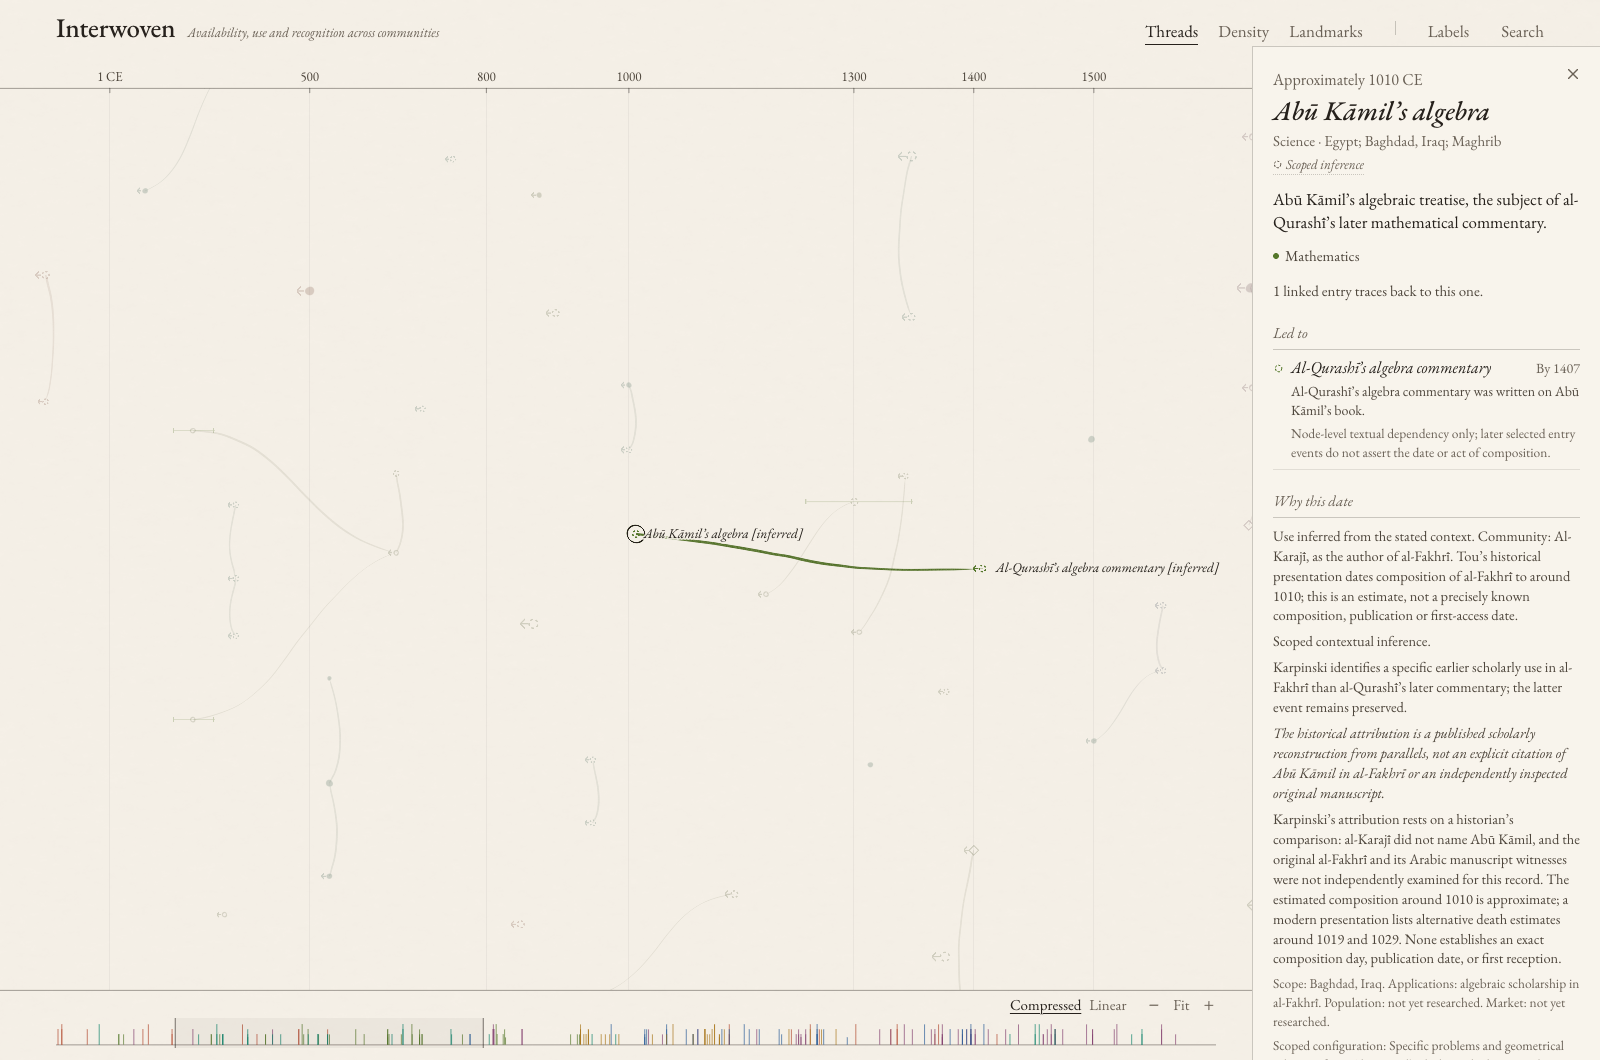 Interwoven
Availability, use and recognition across communities
Threads
Density
Landmarks
Labels
Search
1 CE
500
800
1000
1300
1400
1500
Abū Kāmil’s algebra [inferred]
Al-Qurashī’s algebra commentary [inferred]
Compressed
Linear
− Fit +
Approximately 1010 CE
Abū Kāmil’s algebra
Science · Egypt; Baghdad, Iraq; Maghrib
Scoped inference
Abū Kāmil’s algebraic treatise, the subject of al-
Qurashī’s later mathematical commentary.
Mathematics
1 linked entry traces back to this one.
Led to
Al-Qurashī’s algebra commentary
By 1407
Al-Qurashī’s algebra commentary was written on Abū
Kāmil’s book.
Node-level textual dependency only; later selected entry
events do not assert the date or act of composition.
Why this date
Use inferred from the stated context. Community: Al-
Karajī, as the author of al-Fakhrī. Tou’s historical
presentation dates composition of al-Fakhrī to around
1010; this is an estimate, not a precisely known
composition, publication or first-access date.
Scoped contextual inference.
Karpinski identifies a specific earlier scholarly use in al-
Fakhrī than al-Qurashī’s later commentary; the latter
event remains preserved.
The historical attribution is a published scholarly
reconstruction from parallels, not an explicit citation of
Abū Kāmil in al-Fakhrī or an independently inspected
original manuscript.
Karpinski’s attribution rests on a historian’s
comparison: al-Karajī did not name Abū Kāmil, and the
original al-Fakhrī and its Arabic manuscript witnesses
were not independently examined for this record. The
estimated composition around 1010 is approximate; a
modern presentation lists alternative death estimates
around 1019 and 1029. None establishes an exact
composition day, publication date, or first reception.
Scope: Baghdad, Iraq. Applications: algebraic scholarship in
al-Fakhrī. Population: not yet researched. Market: not yet
researched.
Scoped configuration: Specific problems and geometrical